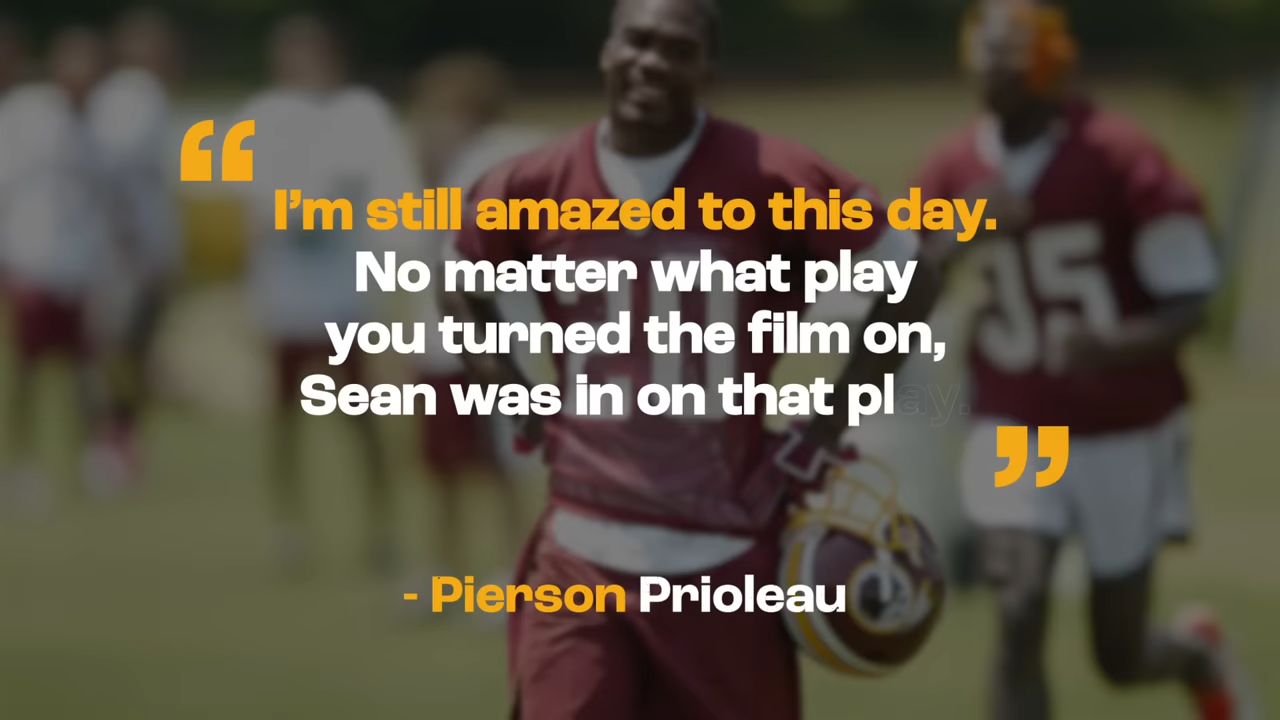 “
I’m still amazed to this day.
No matter what play
you turned the film on,
Sean was in on that play.
”
- Pierson Prioleau
95